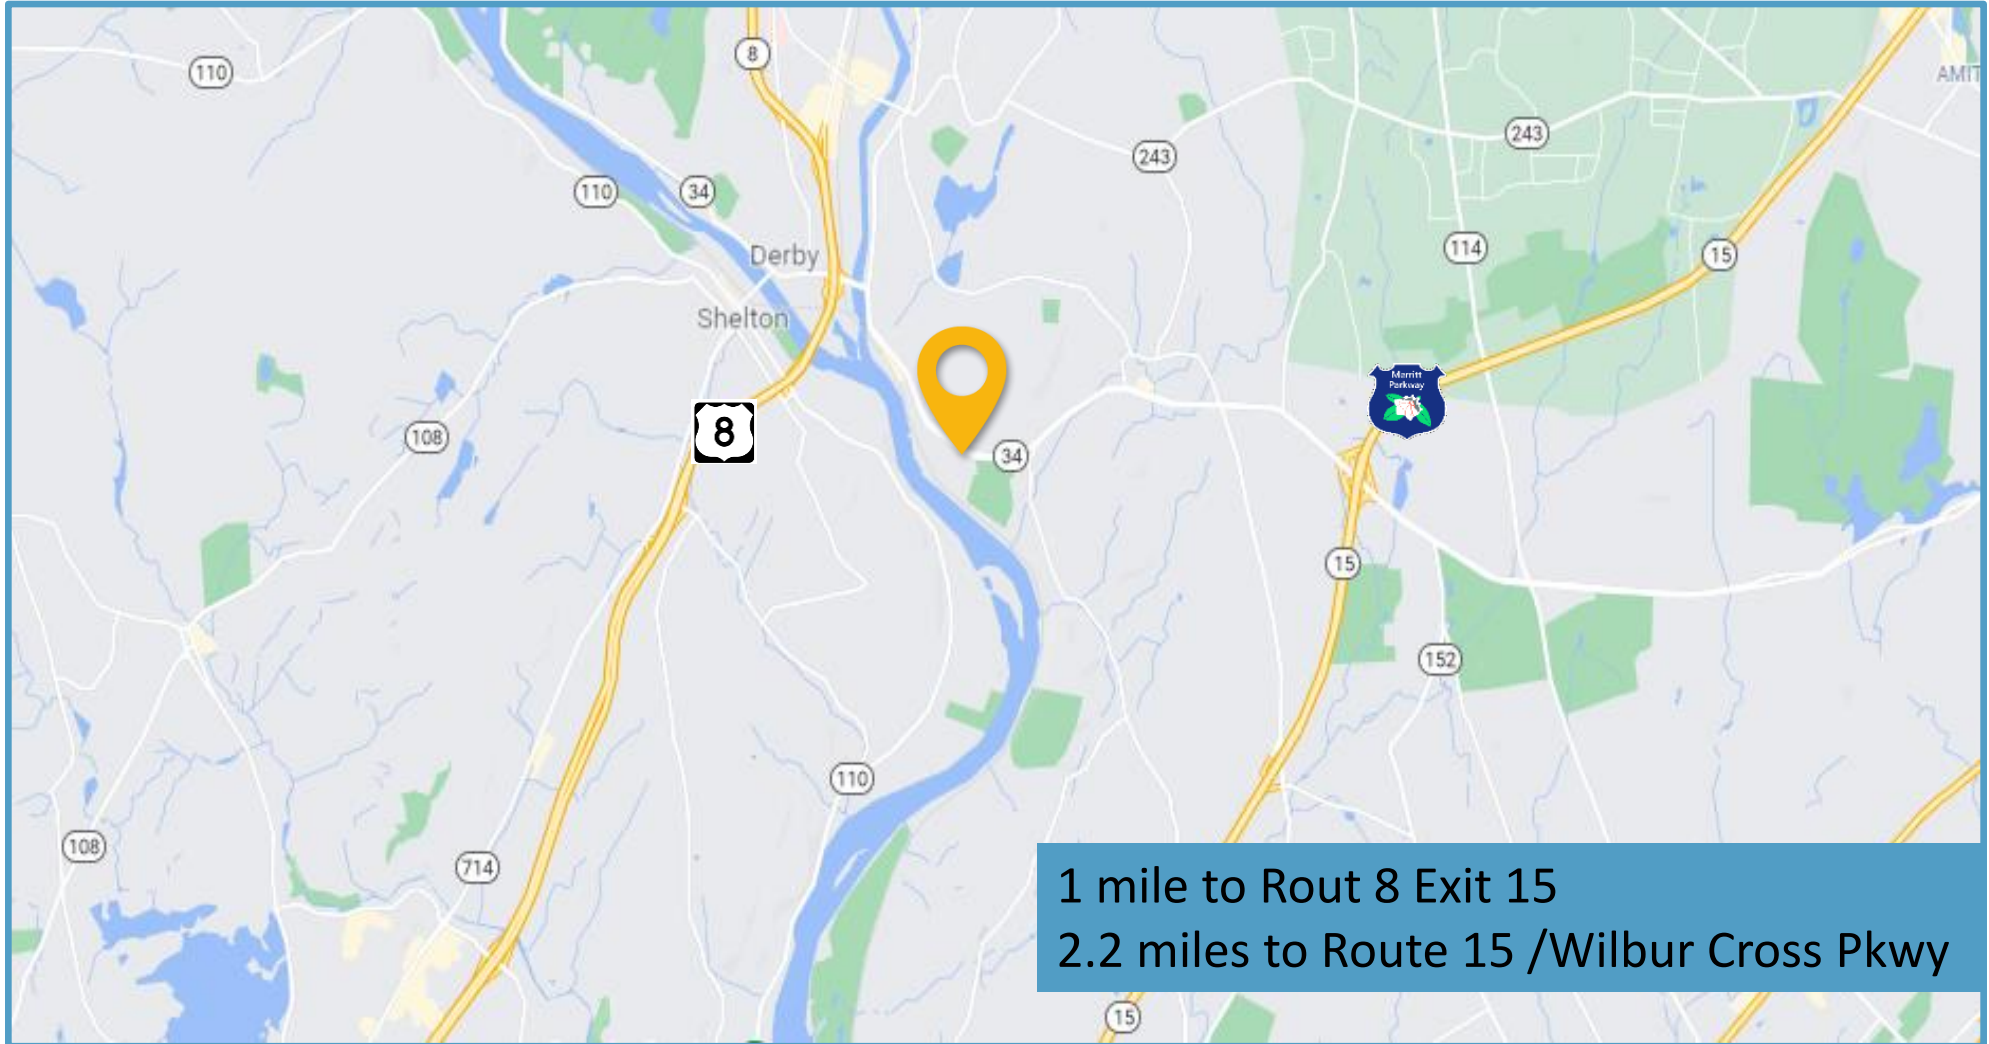 8
110
AMIT
243
243
110
34
114
15
Derby
Shelton
Merritt
Parkway
8
108
34
15
152
110
108
714
1 mile to Rout 8 Exit 15
2.2 miles to Route 15 /Wilbur Cross Pkwy
15